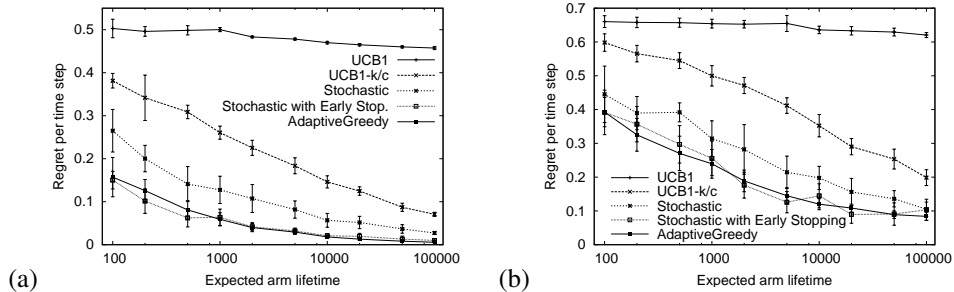 (a)
Regret per time step
0.5
0.4
0.3
0.2
0.1
0
100
1000
10000
100000
Expected arm lifetime
UCB1
UCB1-k/c
Stochastic
Stochastic with Early Stop.
AdaptiveGreedy
(b)
Regret per time step
0.7
0.6
0.5
0.4
0.3
0.2
0.1
0
100
1000
10000
100000
Expected arm lifetime
UCB1
UCB1-k/c
Stochastic
Stochastic with Early Stopping
AdaptiveGreedy